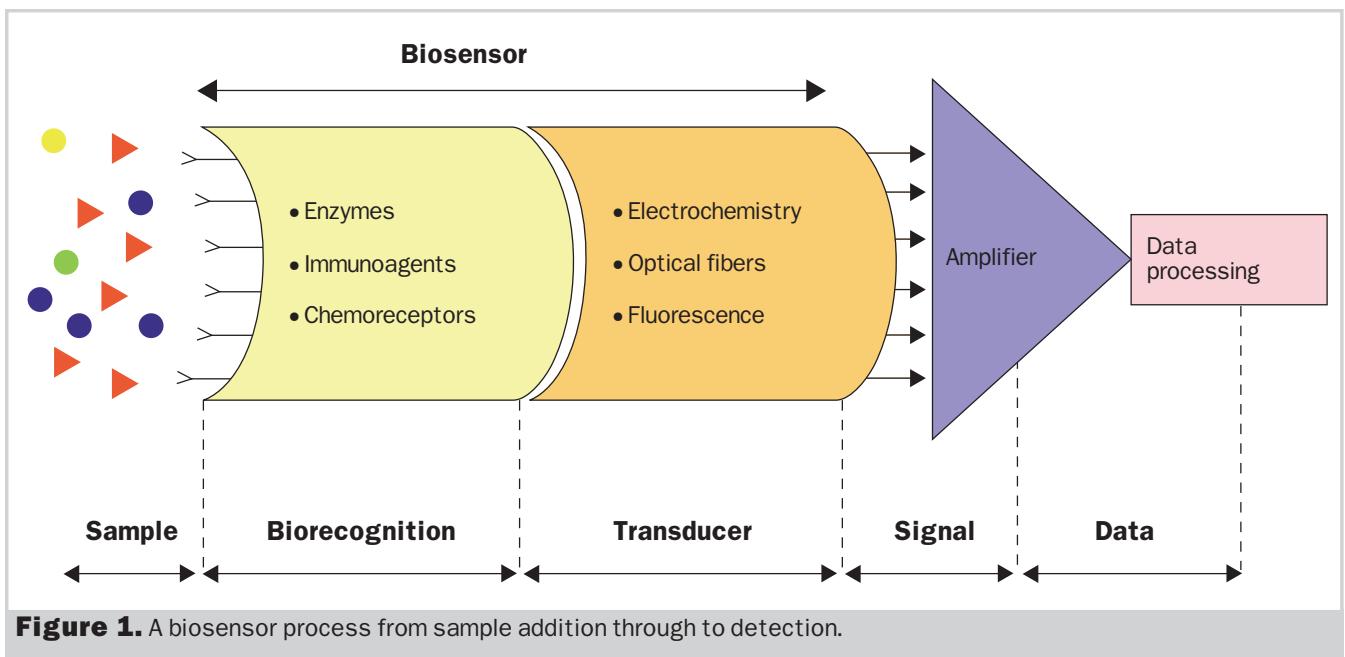 Biosensor
• Enzymes
• Immunoagents
• Chemoreceptors
• Electrochemistry
• Optical fibers
• Fluorescence
Amplifier
Data
processing
Sample
Biorecognition
Transducer
Signal
Data
Figure 1. A biosensor process from sample addition through to detection.